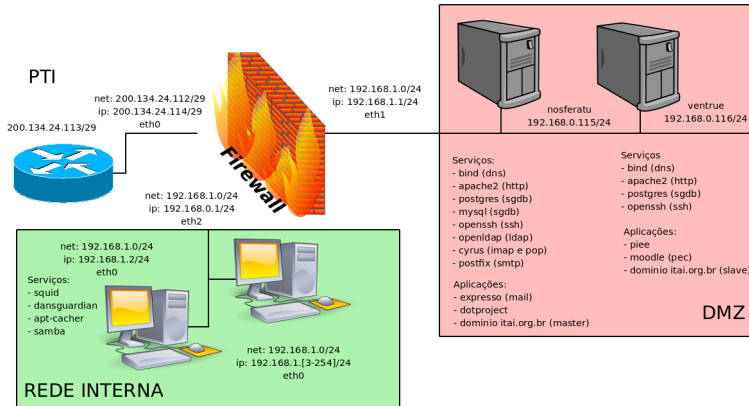 PTI
200.134.24.113/29
net: 200.134.24.112/29
ip: 200.134.24.114/29
eth0
Firewall
net: 192.168.1.0/24
ip: 192.168.1.1/24
eth1
nosferatu
192.168.0.115/24
ventrue
192.168.0.116/24
Serviços:
- bind (dns)
- apache2 (http)
- postgres (sgdb)
- mysql (sgdb)
- openssh (ssh)
- openldap (ldap)
- cyrus (imap e pop)
- postfix (smtp)
Aplicações:
- expresso (mail)
- dotproject
- dominio itai.org.br (master)
Serviços
- bind (dns)
- apache2 (http)
- postgres (sgdb)
- openssh (ssh)
Aplicações:
- piee
- moodle (pec)
- dominio itai.org.br (slave)
DMZ
net: 192.168.1.0/24
ip: 192.168.0.1/24
eth2
net: 192.168.1.0/24
ip: 192.168.1.2/24
eth0
Serviços:
- squid
- dansguardian
- apt-cacher
- samba
net: 192.168.1.0/24
ip: 192.168.1.[3-254]/24
eth0
REDE INTERNA